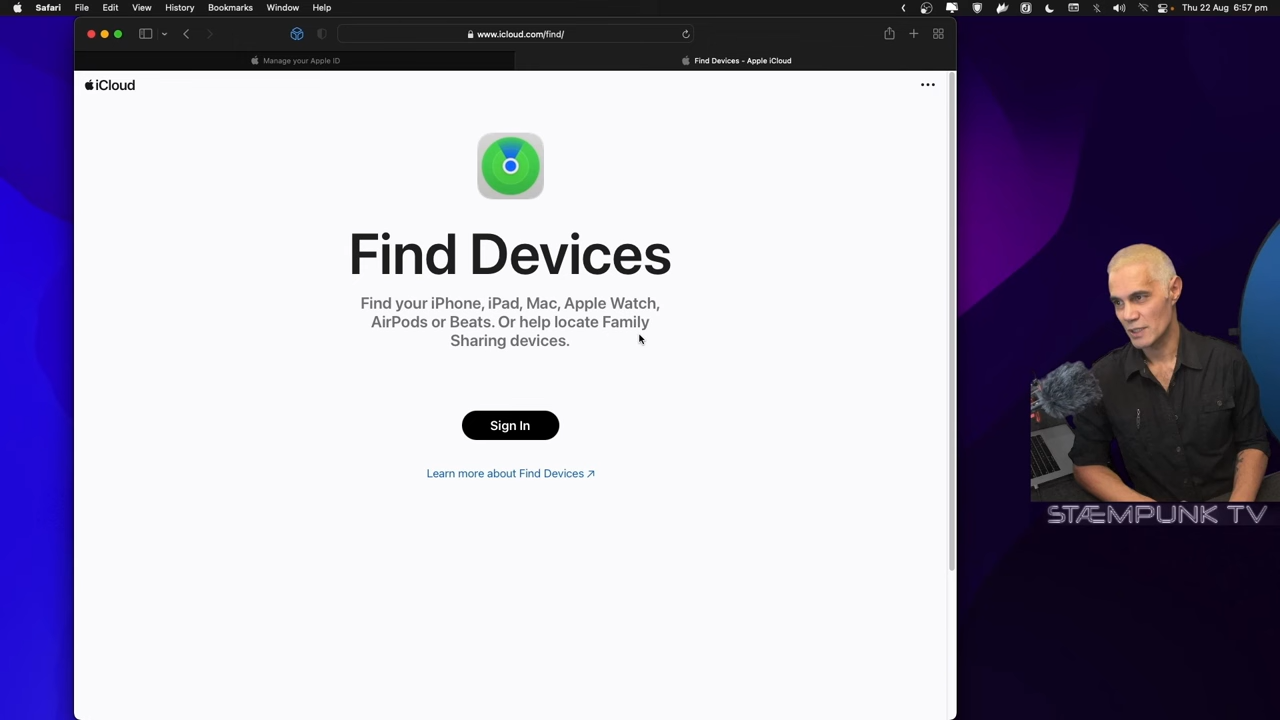 Safari File Edit View History Bookmarks Window Help Thu 22 Aug 6:57 pm
www.icloud.com/find/
Manage your Apple ID
Find Devices - Apple iCloud
iCloud
Find Devices
Find your iPhone, iPad, Mac, Apple Watch,
AirPods or Beats. Or help locate Family
Sharing devices.
Sign In
Learn more about Find Devices ↗
STÆMPUNK TV